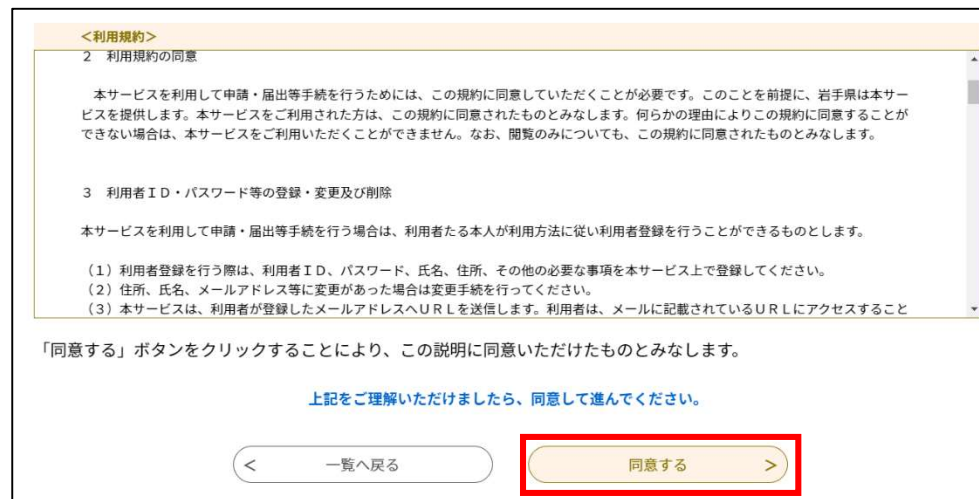 <利用規約>
２　利用規約の同意
本サービスを利用して申請・届出等手続を行うためには、この規約に同意していただくことが必要です。このことを前提に、岩手県は本サー
ビスを提供します。本サービスをご利用された方は、この規約に同意されたものとみなします。何らかの理由によりこの規約に同意することが
できない場合は、本サービスをご利用いただくことができません。なお、閲覧のみについても、この規約に同意されたものとみなします。
３　利用者ＩＤ・パスワード等の登録・変更及び削除
本サービスを利用して申請・届出等手続を行う場合は、利用者たる本人が利用方法に従い利用者登録を行うことができるものとします。
（１）利用者登録を行う際は、利用者ＩＤ、パスワード、氏名、住所、その他の必要な事項を本サービス上で登録してください。
（２）住所、氏名、メールアドレス等に変更があった場合は変更手続を行ってください。
（３）本サービスは、利用者が登録したメールアドレスへＵＲＬを送信します。利用者は、メールに記載されているＵＲＬにアクセスすること
「同意する」ボタンをクリックすることにより、この説明に同意いただけたものとみなします。
上記をご理解いただけましたら、同意して進んでください。
< 一覧へ戻る
同意する >